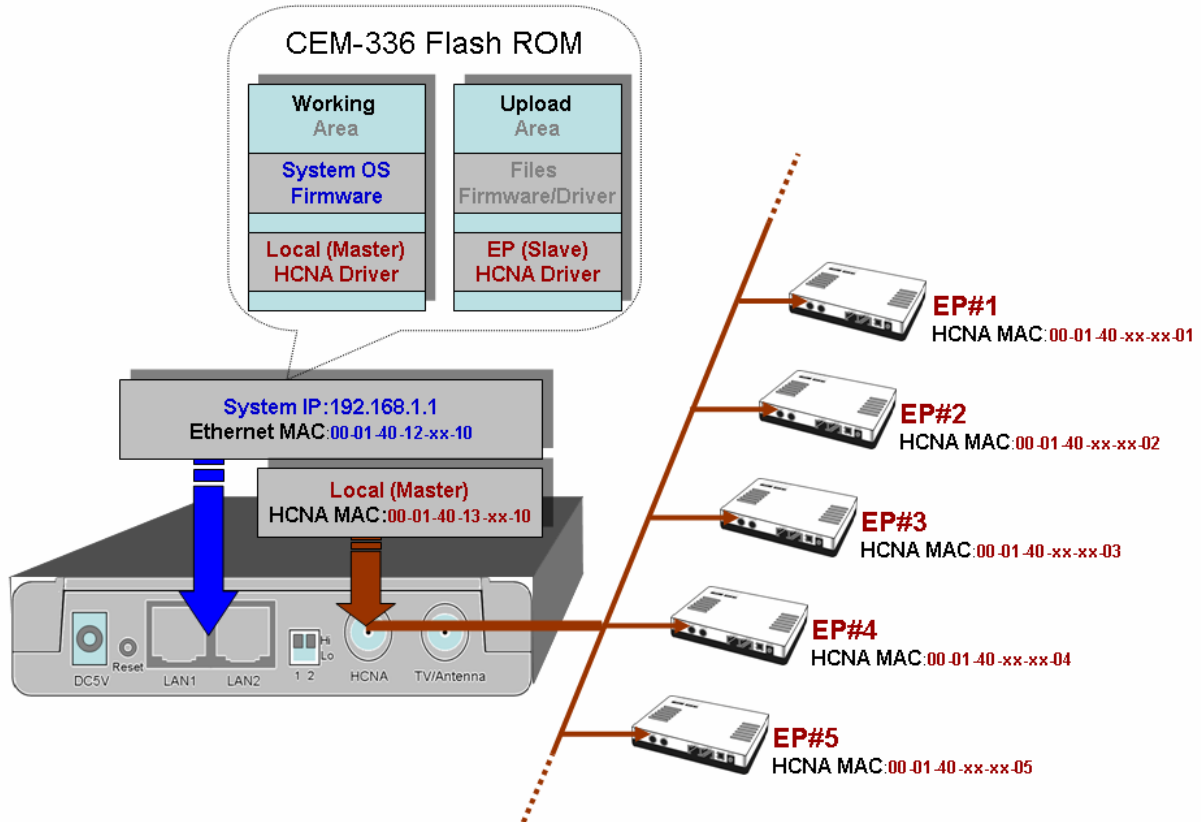 CEM-336 Flash ROM
Working
Area
System OS
Firmware
Local (Master)
HCNA Driver
Upload
Area
Files
Firmware/Driver
EP (Slave)
HCNA Driver
System IP:192.168.1.1
Ethernet MAC:00-01-40-12-xx-10
Local (Master)
HCNA MAC:00-01-40-13-xx-10
DC5V
Reset
LAN1
LAN2
Hi
Lo
1 2
HCNA
TV/Antenna
EP#1
HCNA MAC:00-01-40-xx-xx-01
EP#2
HCNA MAC:00-01-40-xx-xx-02
EP#3
HCNA MAC:00-01-40-xx-xx-03
EP#4
HCNA MAC:00-01-40-xx-xx-04
EP#5
HCNA MAC:00-01-40-xx-xx-05